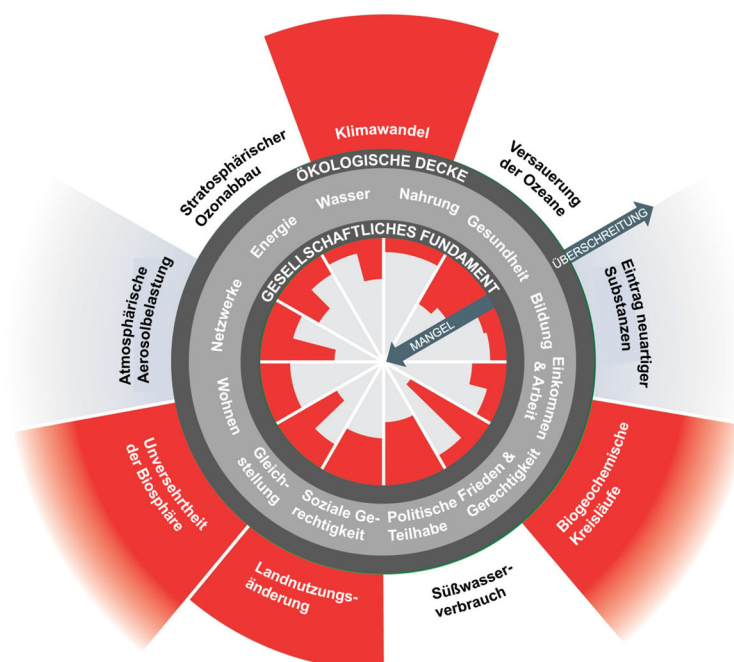 Klimawandel
Versauerung
der Ozeane
ÜBERSCHREITUNG
Eintrag neuartiger
Substanzen
Biogeochemische
Kreisläufe
Süßwasser-
verbrauch
Landnutzungs-
änderung
Unversehrtheit
der Biosphäre
Atmosphärische
Aerosolbelastung
Stratosphärischer
Ozonabbau
ÖKOLOGISCHE DECKE
Wasser
Nahrung
Gesundheit
Bildung
Einkommen
& Arbeit
Frieden &
Gerechtigkeit
Politische
Teilhabe
Soziale Ge-
rechtigkeit
Gleich-
stellung
Wohnen
Netzwerke
Energie
GESELLSCHAFTLICHES FUNDAMENT
MANGEL